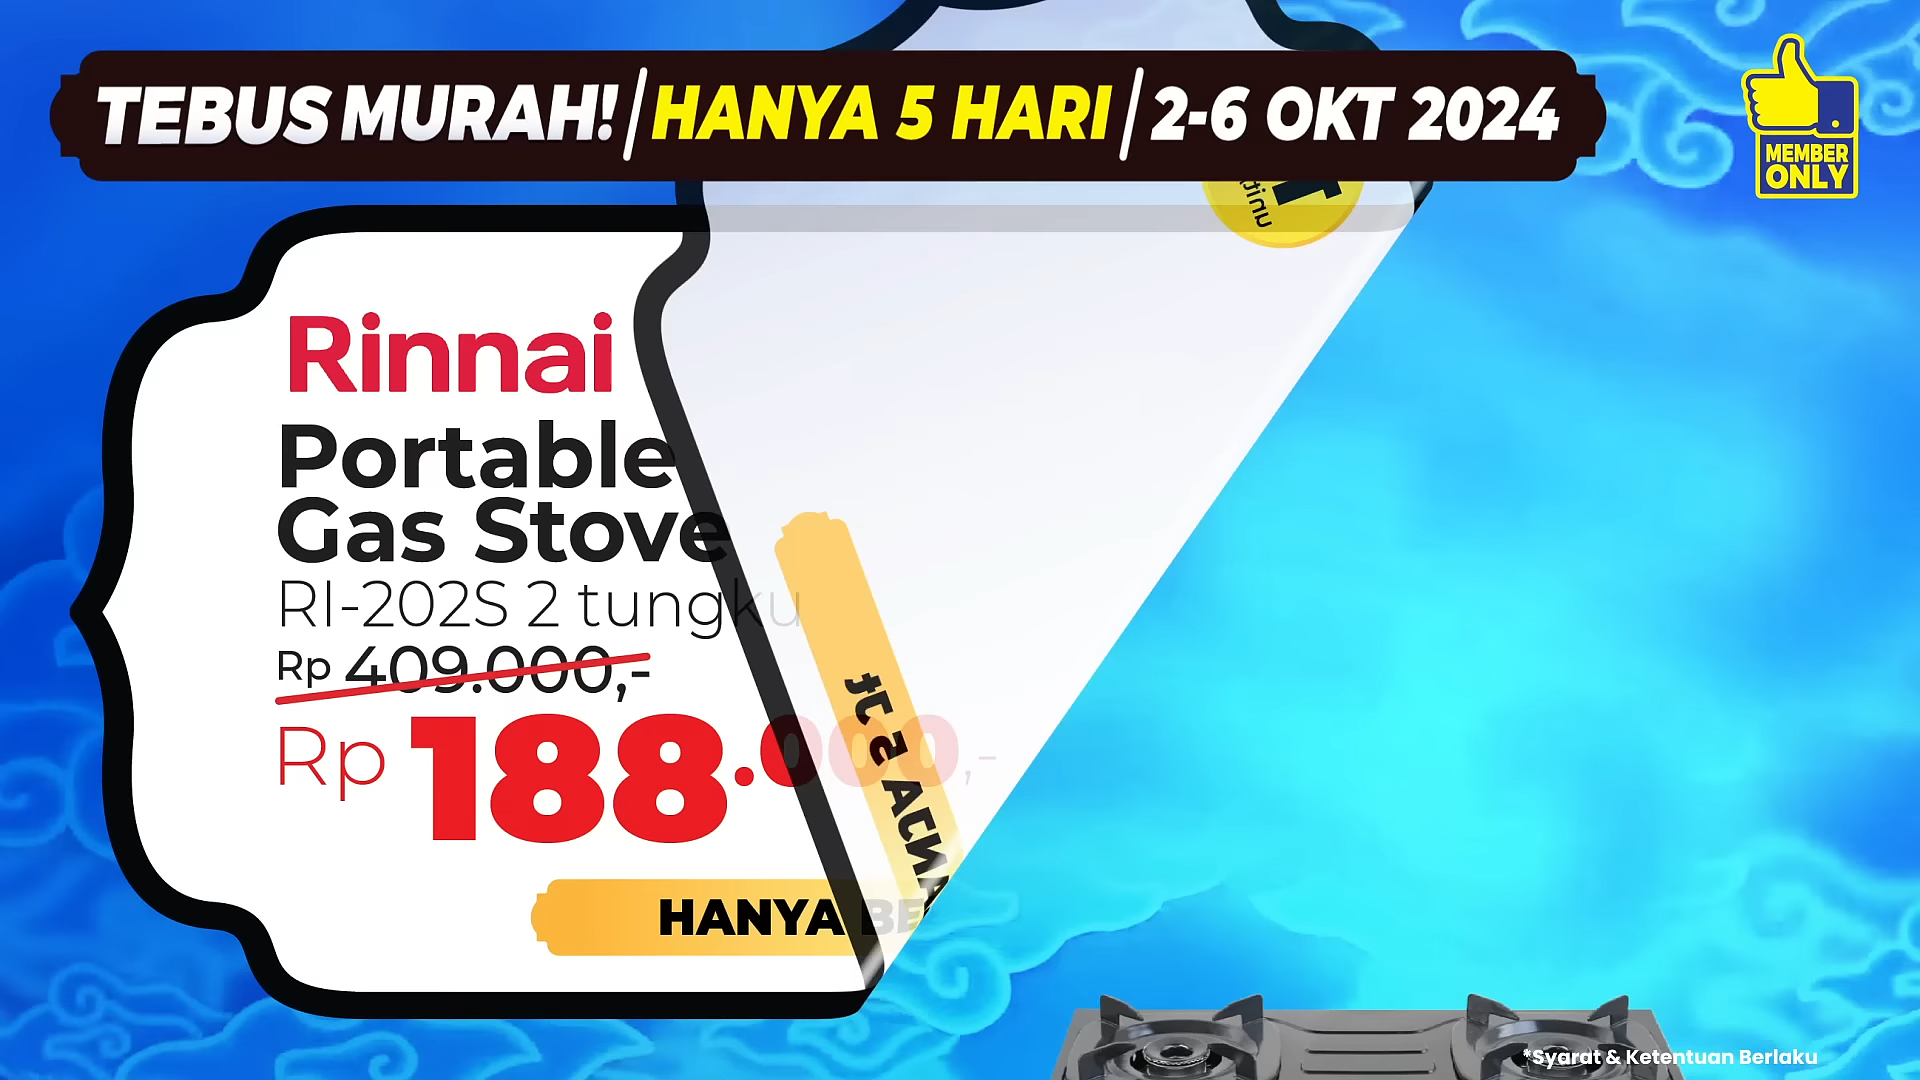 TEBUS MURAH! / HANYA 5 HARI / 2-6 OKT 2024
MEMBER
ONLY
Rinnai
Portable
Gas Stove
RI-202S 2 tungku
Rp 409.000,-
Rp 188.000,-
HANYA
*Syarat & Ketentuan Berlaku